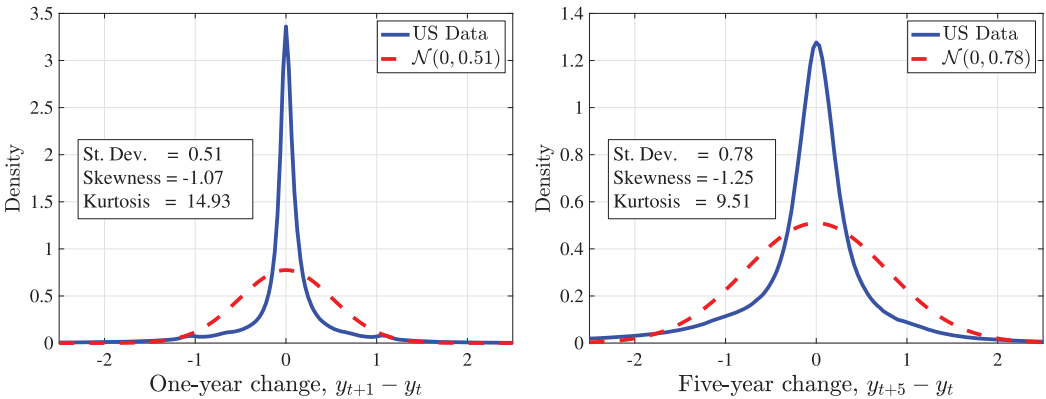 3.5
3
2.5
2
1.5
1
0.5
0
Density
US Data
N(0, 0.51)
St. Dev. = 0.51
Skewness = -1.07
Kurtosis = 14.93
-2 -1 0 1 2
One-year change, y_{t+1} − y_t
1.4
1.2
1
0.8
0.6
0.4
0.2
0
Density
US Data
N(0, 0.78)
St. Dev. = 0.78
Skewness = -1.25
Kurtosis = 9.51
-2 -1 0 1 2
Five-year change, y_{t+5} − y_t